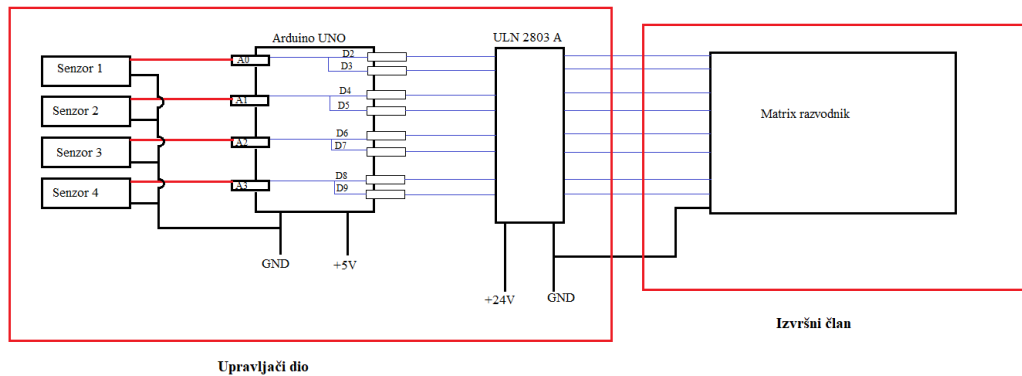 Arduino UNO
ULN 2803 A
Senzor 1
Senzor 2
Senzor 3
Senzor 4
A0
A1
A2
A3
D2
D3
D4
D5
D6
D7
D8
D9
Matrix razvodnik
GND
+5V
+24V
GND
Izvršni član
Upravljači dio